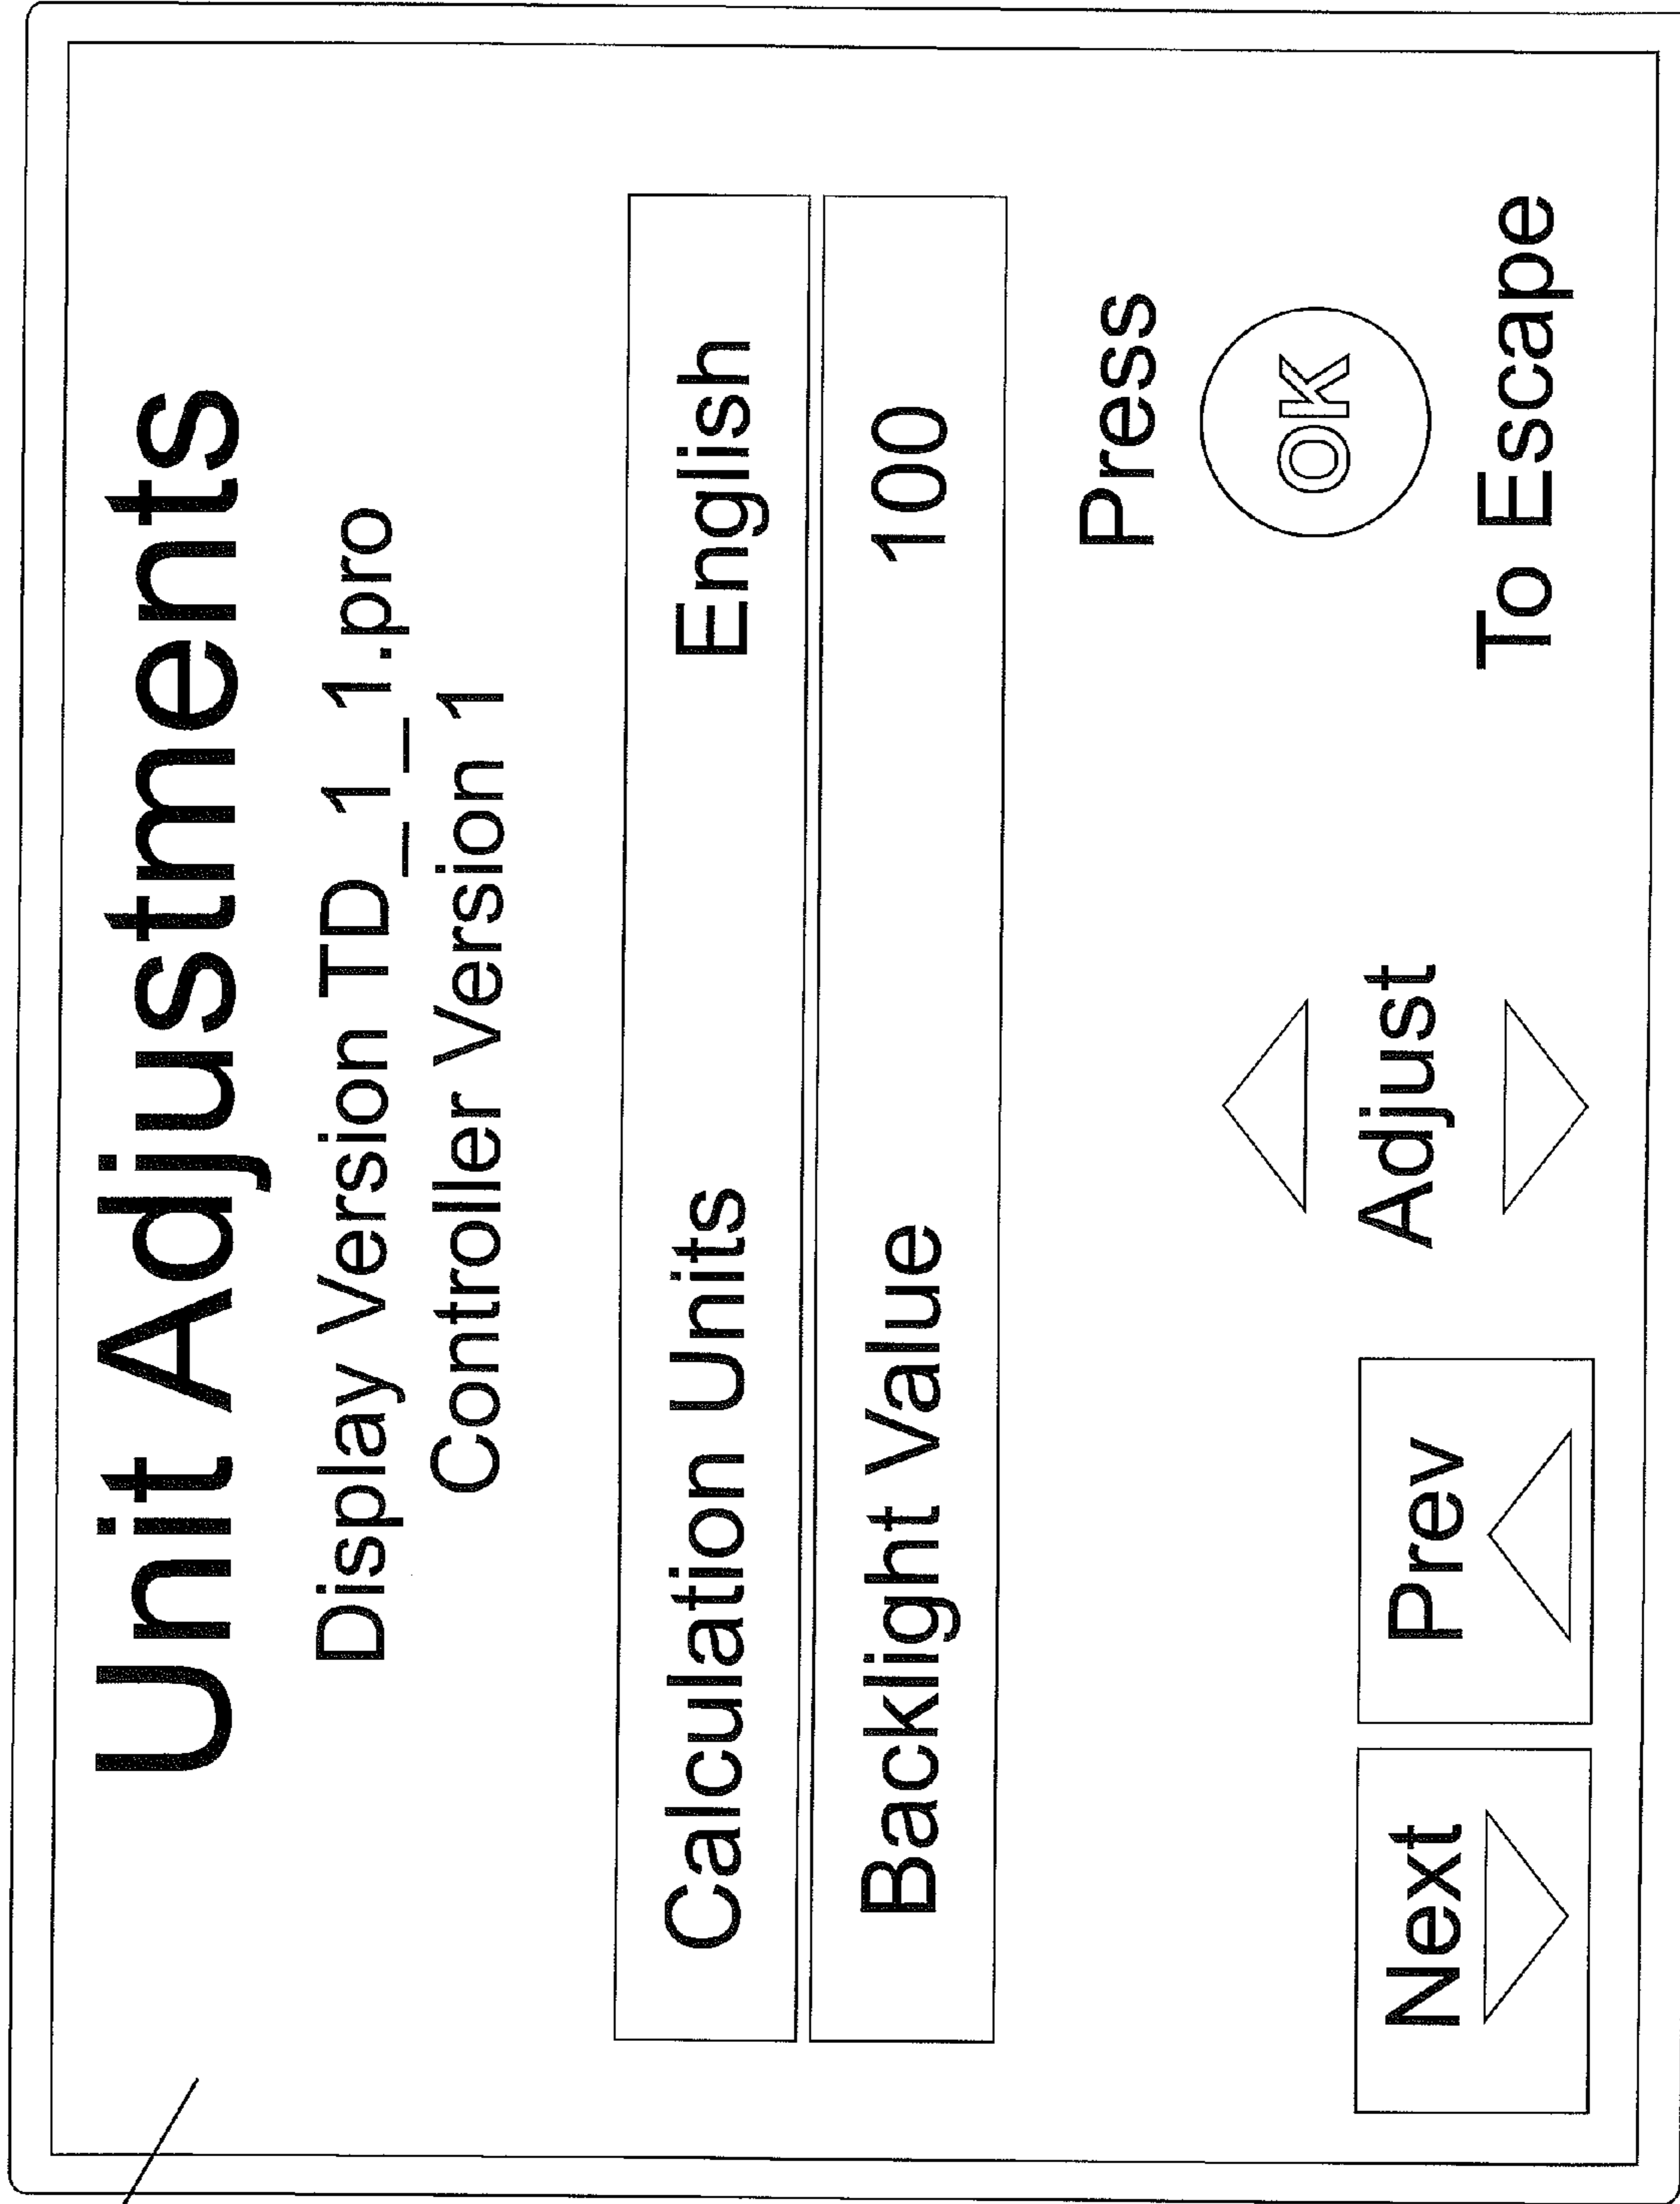 Unit Adjustments
Display Version TD_1_1.pro
Controller Version 1
Calculation Units English
Backlight Value 100
Press
OK
To Escape
Adjust
Next
Prev